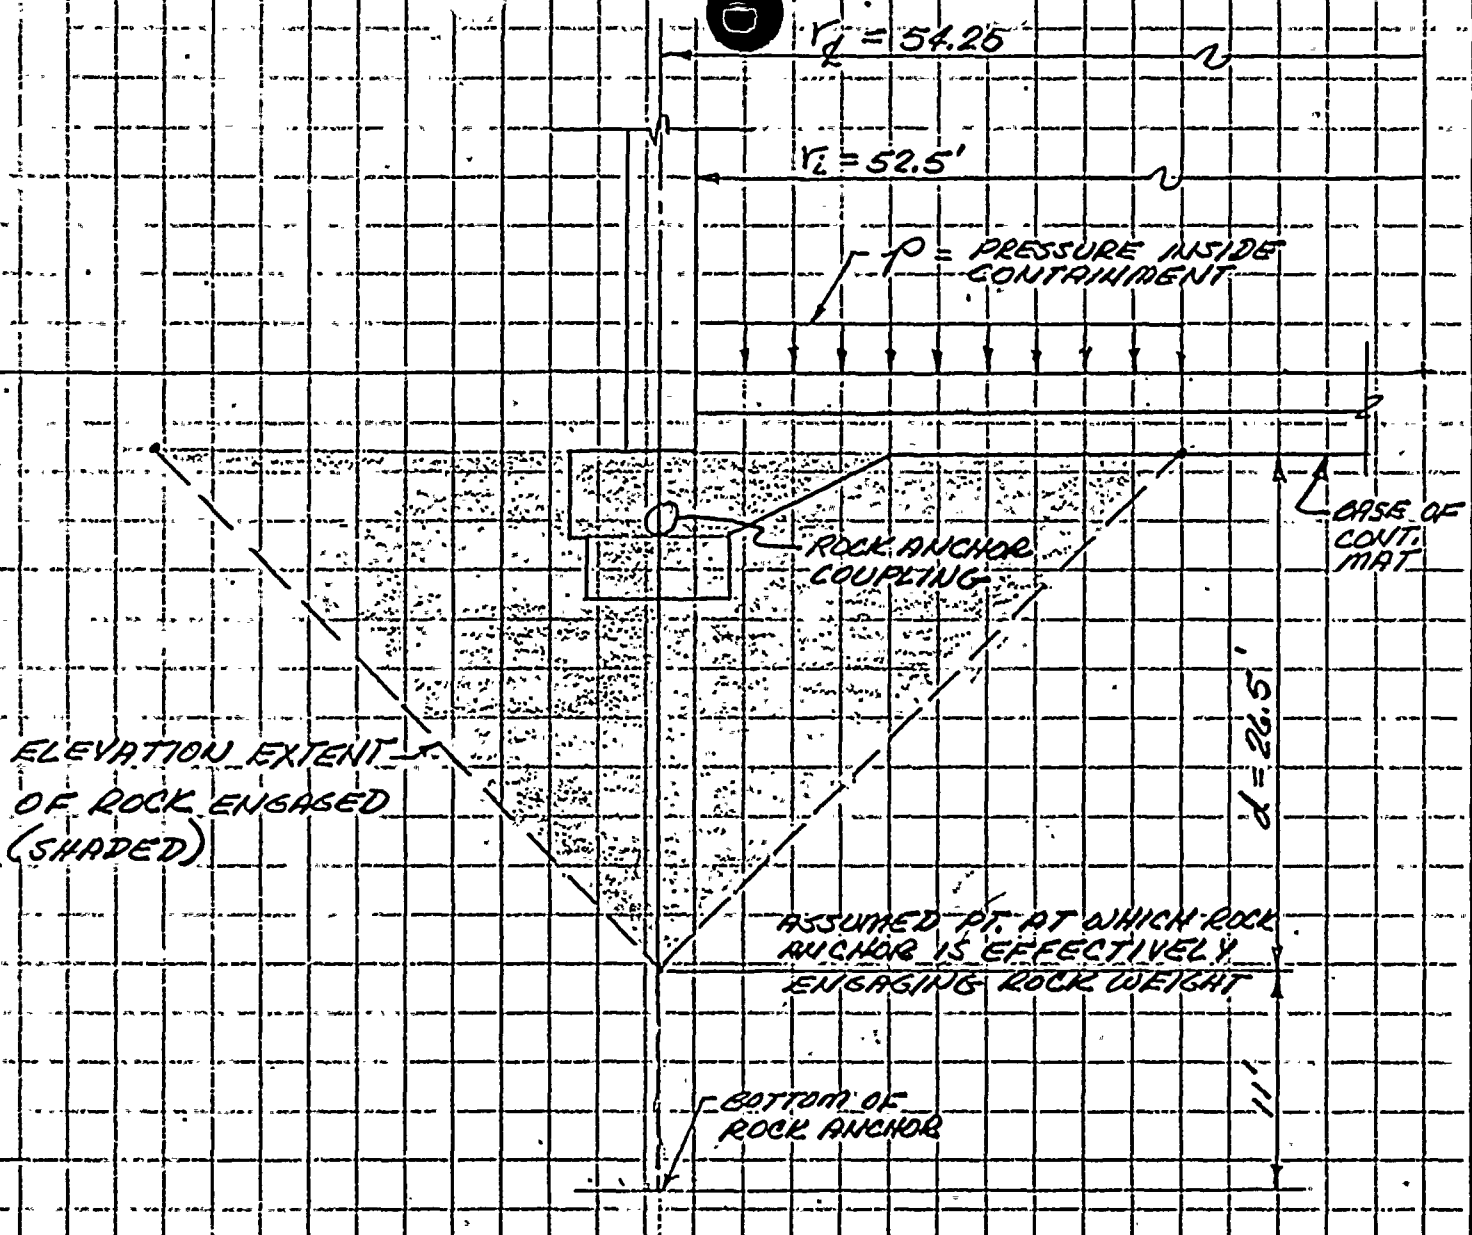 r₵ = 54.25
ri = 52.5'
p = PRESSURE INSIDE
CONTAINMENT
ROCK ANCHOR
COUPLING
BASE OF
CONT.
MAT
d = 26.5'
ELEVATION EXTENT
OF ROCK ENGAGED
(SHADED)
ASSUMED PT. AT WHICH ROCK
ANCHOR IS EFFECTIVELY
ENGAGING ROCK WEIGHT
11'
BOTTOM OF
ROCK ANCHOR